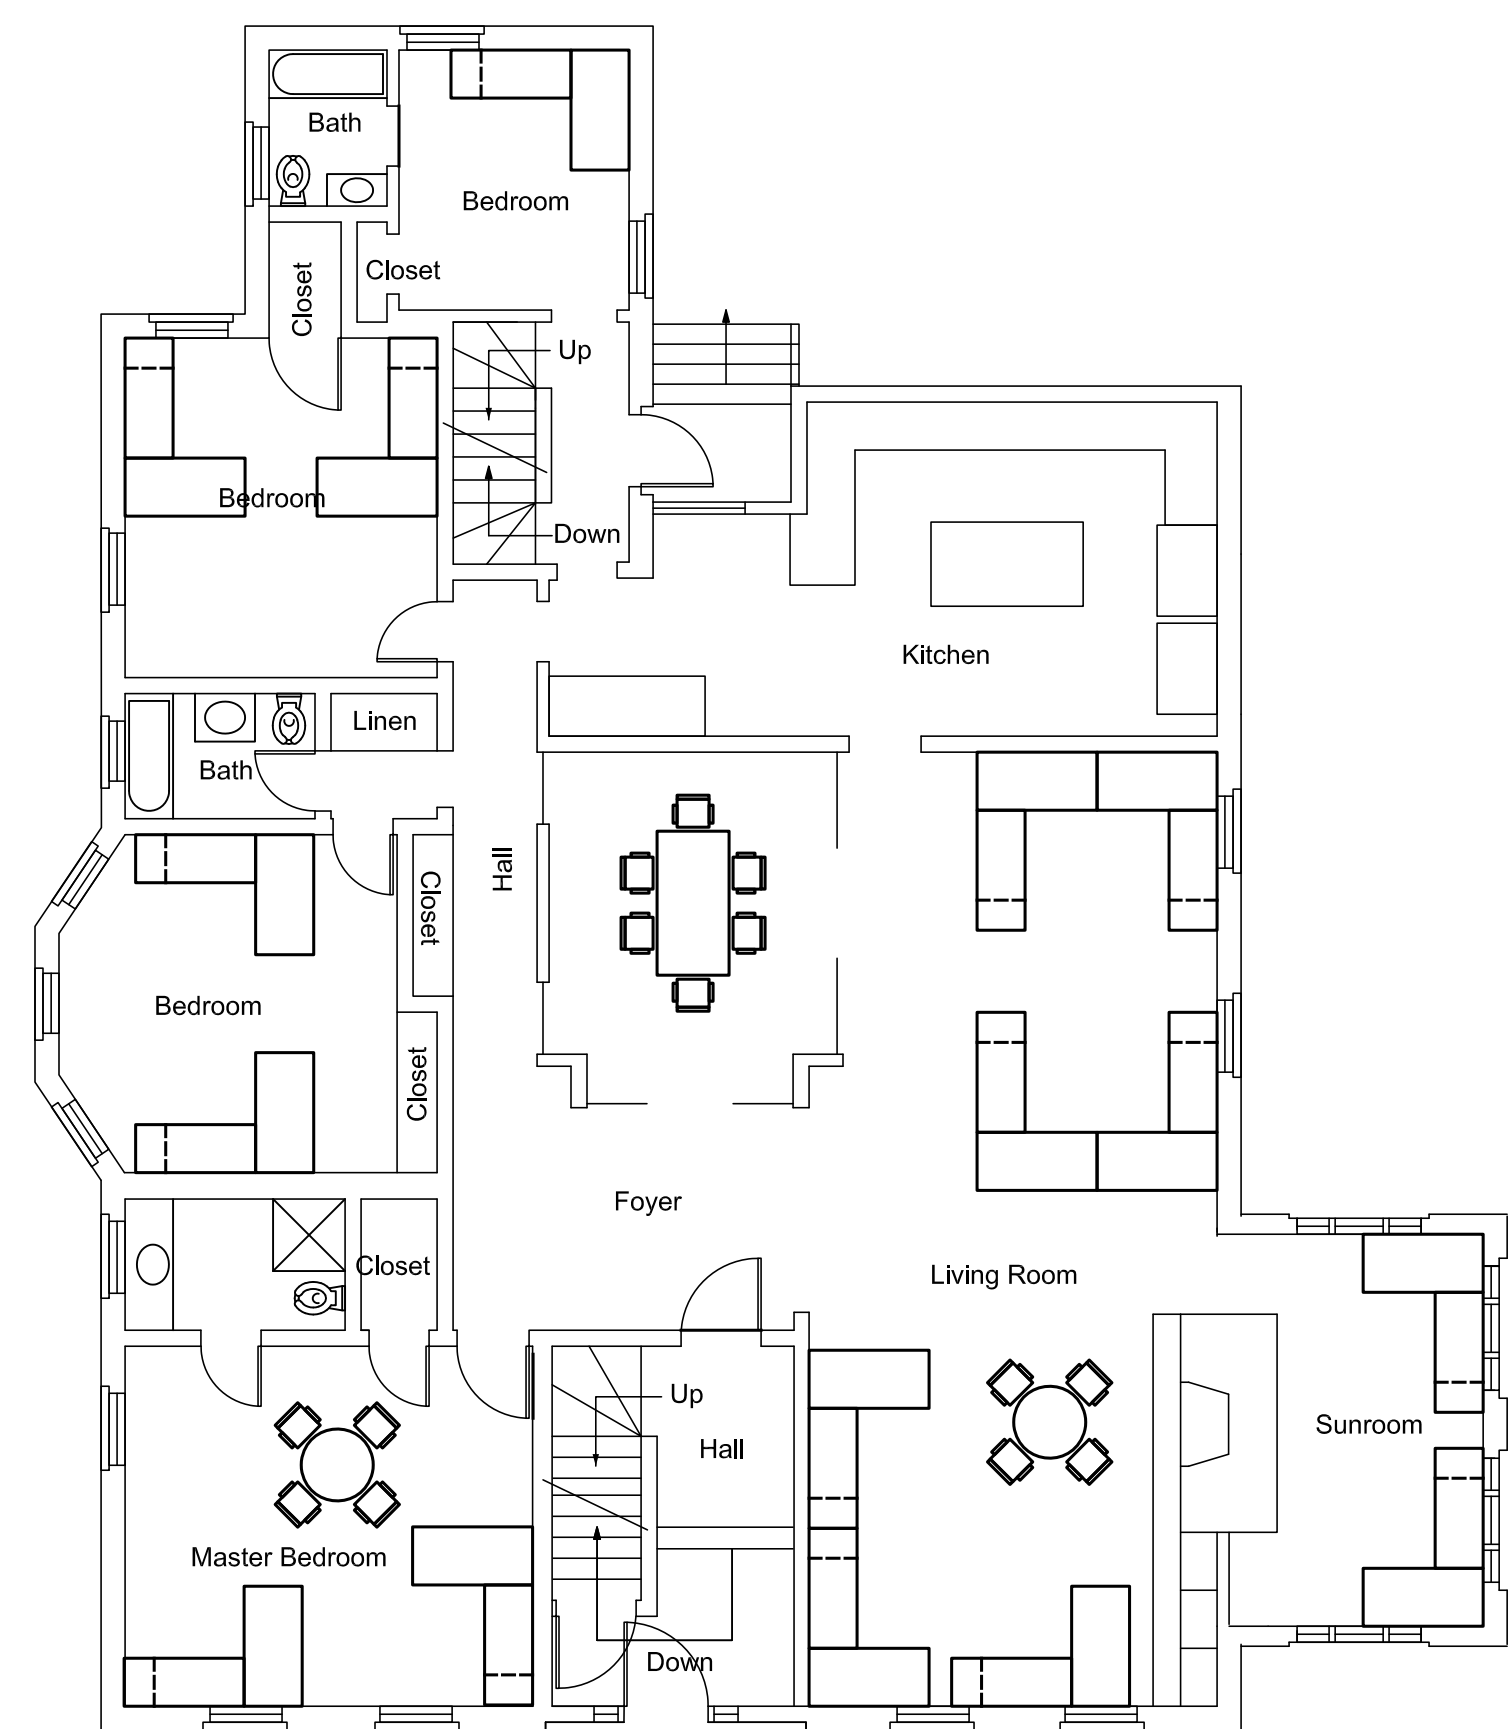 Bath
Bedroom
Closet
Closet
Up
Bedroom
Down
Kitchen
Linen
Bath
Hall
Closet
Bedroom
Closet
Foyer
Closet
Living Room
Up
Hall
Sunroom
Master Bedroom
Down